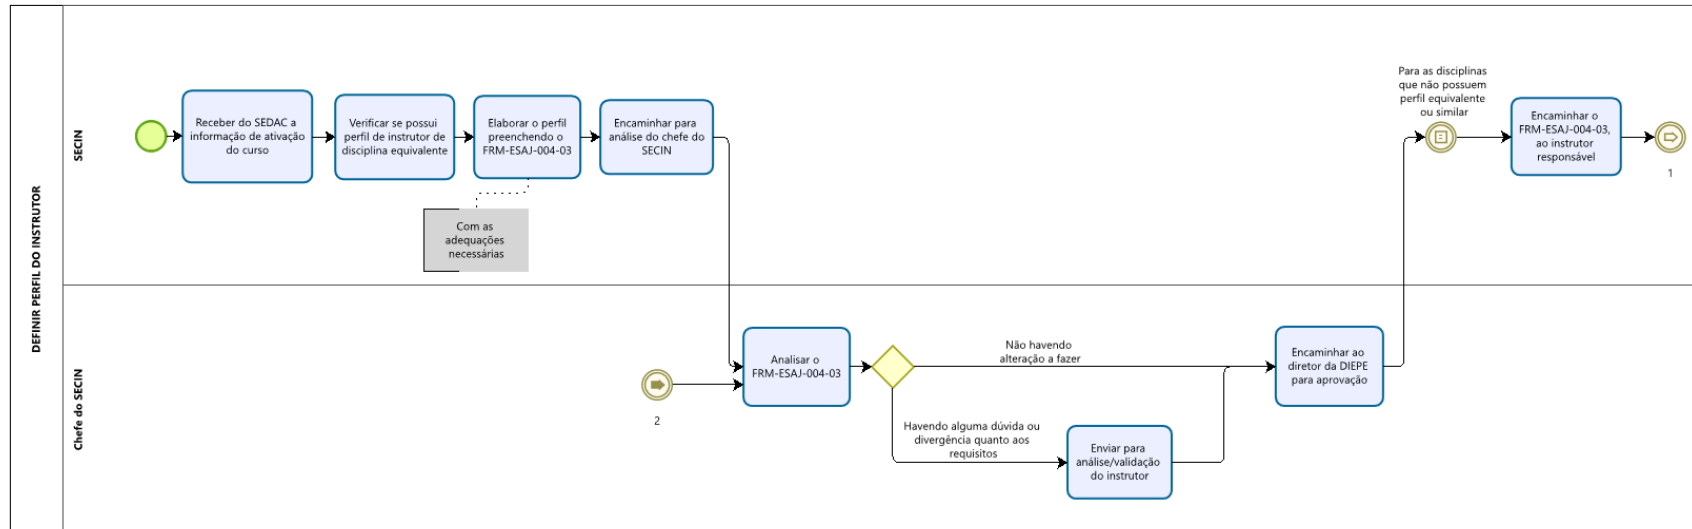 DEFINIR PERFIL DO INSTRUTOR
SECIN
Receber do SEDAC a
informação de ativação
do curso
Verificar se possui
perfil de instrutor de
disciplina equivalente
Elaborar o perfil
preenchendo o
FRM-ESAJ-004-03
Encaminhar para
análise do chefe do
SECIN
Com as
adequações
necessárias
Para as disciplinas
que não possuem
perfil equivalente
ou similar
Encaminhar o
FRM-ESAJ-004-03,
ao instrutor
responsável
1
Chefe do SECIN
2
Analisar o
FRM-ESAJ-004-03
Não havendo
alteração a fazer
Havendo alguma dúvida ou
divergência quanto aos
requisitos
Enviar para
análise/validação
do instrutor
Encaminhar ao
diretor da DIEPE
para aprovação